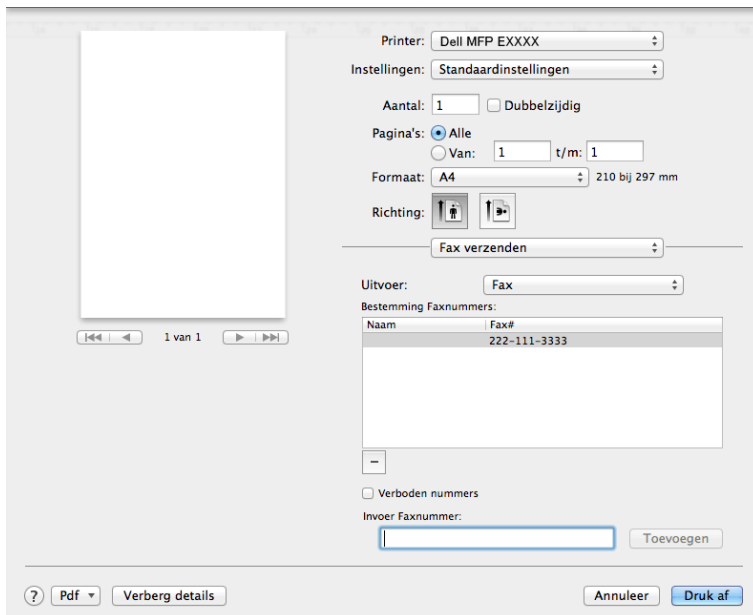 Printer: Dell MFP EXXXX
Instellingen: Standaardinstellingen
Aantal: 1 Dubbelzijdig
Pagina's: Alle
Van: 1 t/m: 1
Formaat: A4 210 bij 297 mm
Richting:
Fax verzenden
Uitvoer: Fax
Bestemming Faxnummers:
Naam Fax#
222-111-3333
1 van 1
–
Verboden nummers
Invoer Faxnummer:
Toevoegen
? Pdf Verberg details Annuleer Druk af